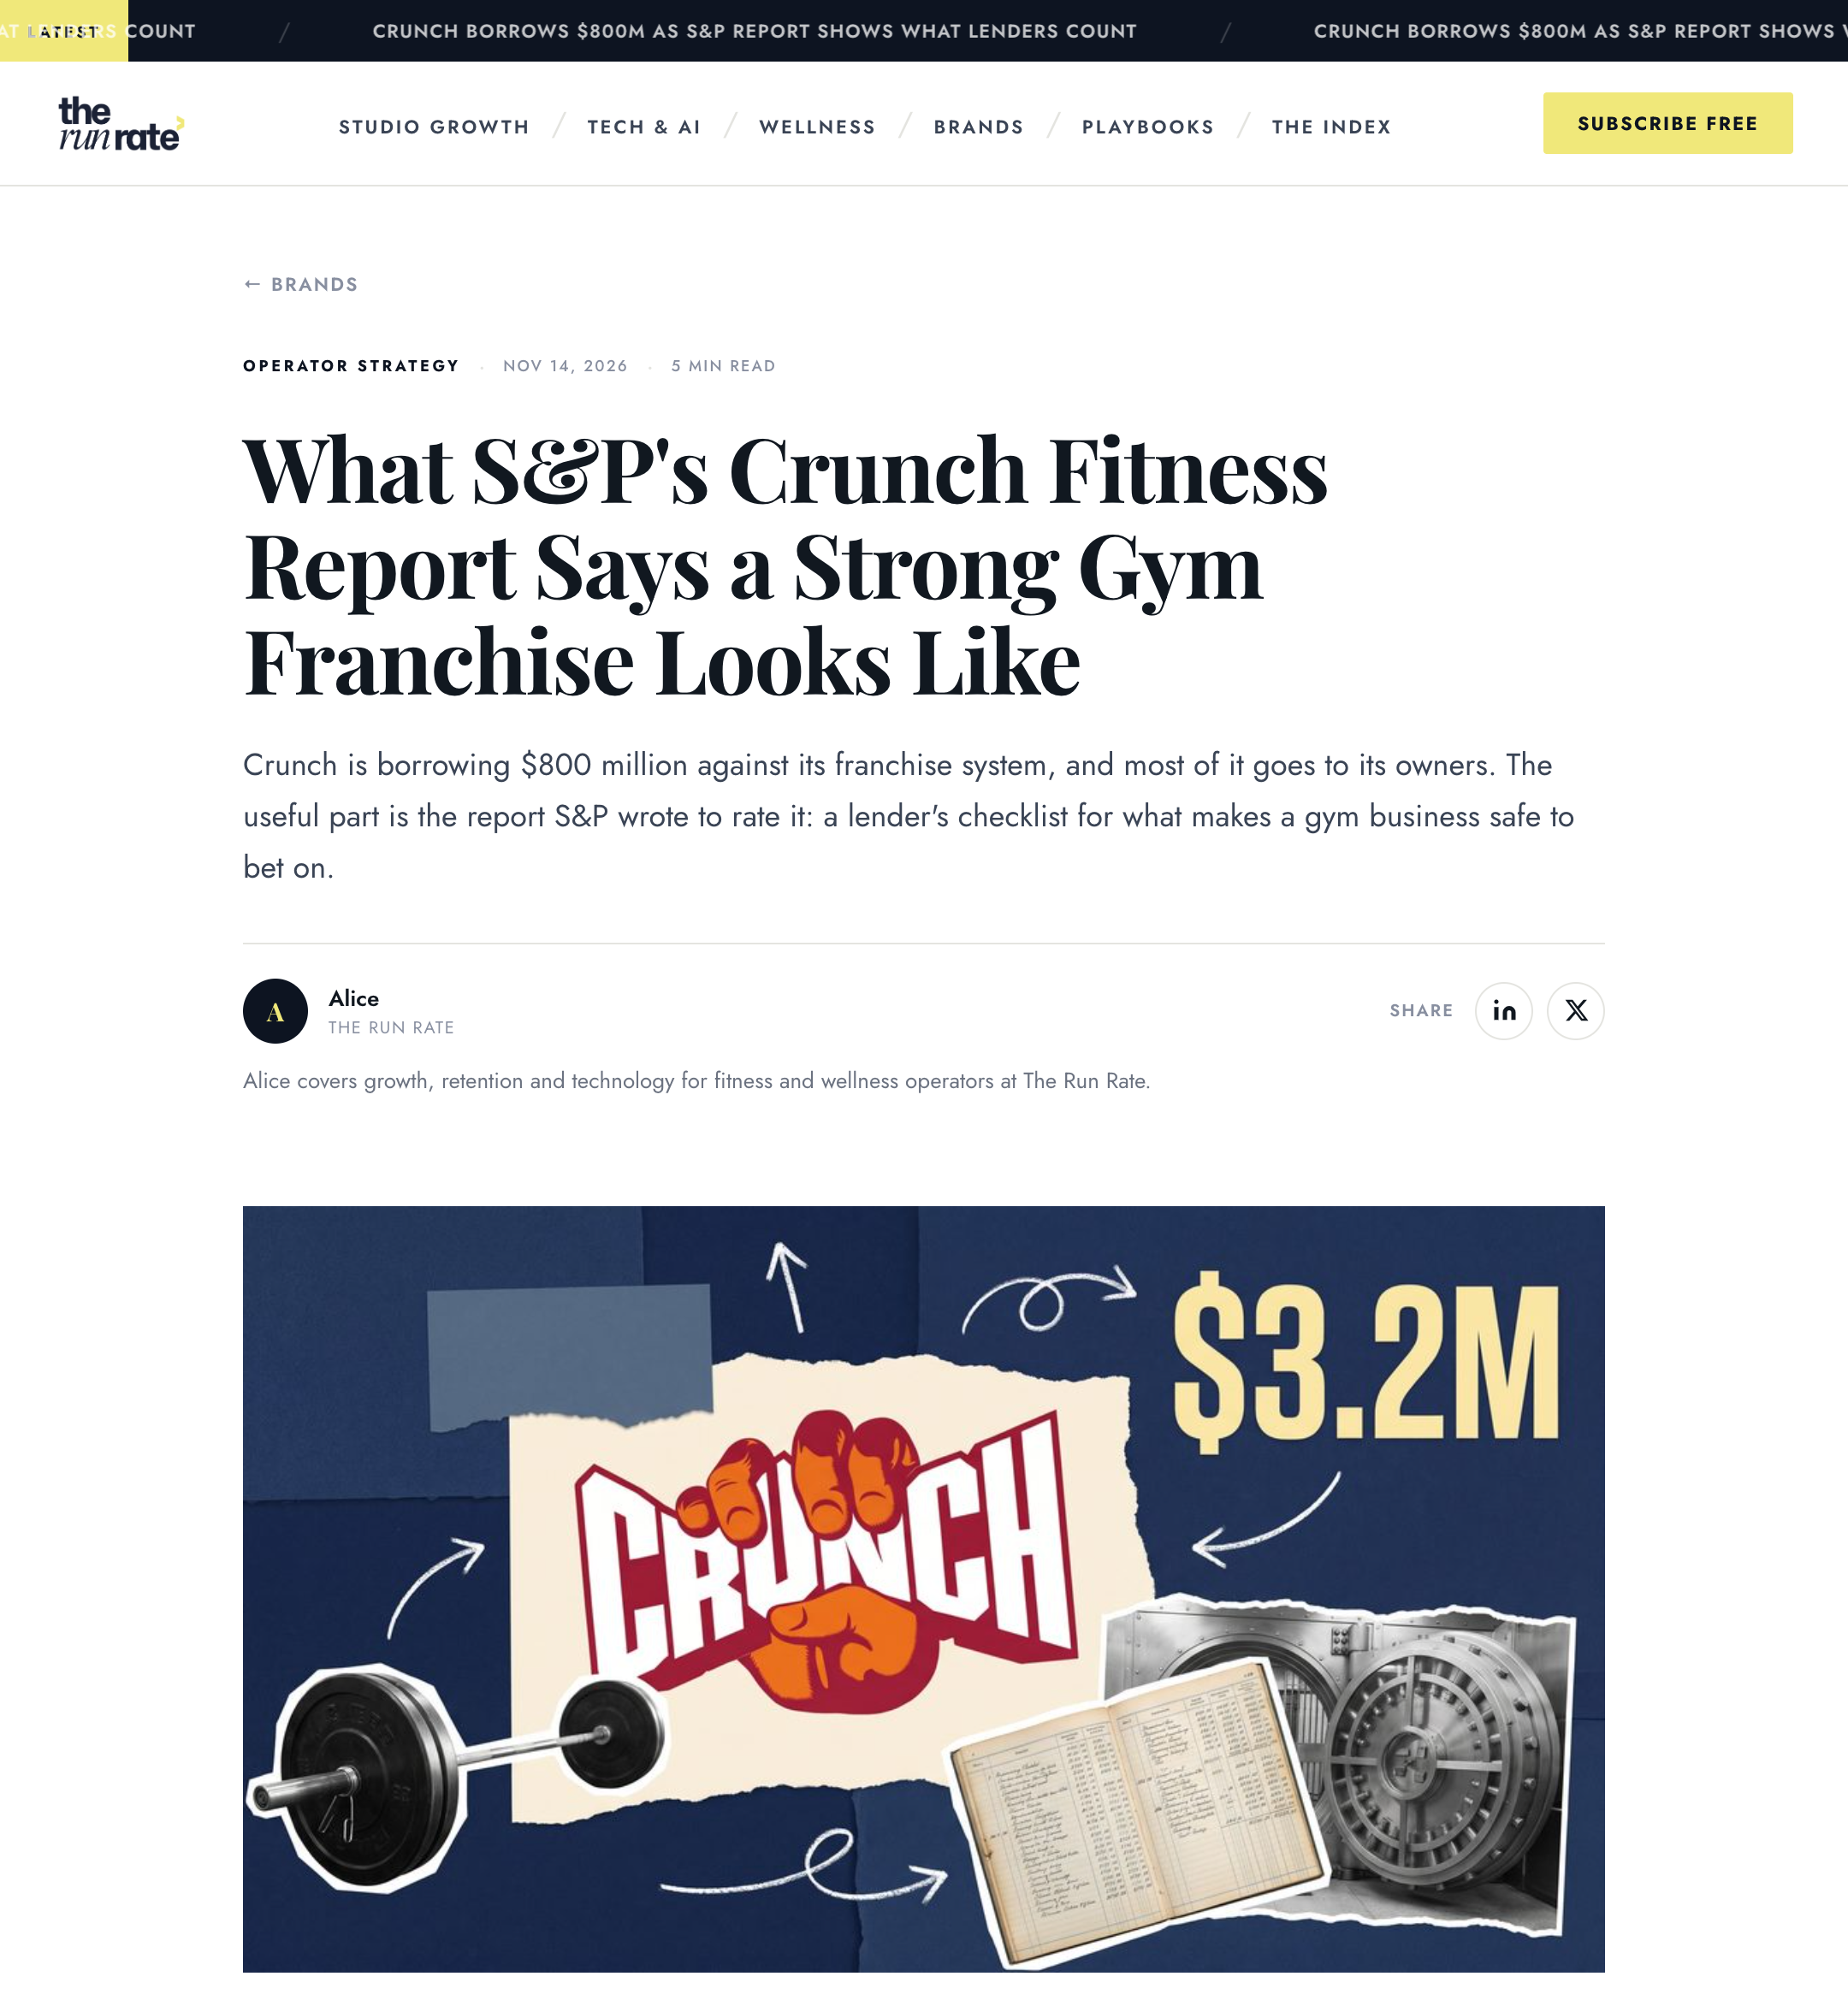 COUNT / CRUNCH BORROWS $800M AS S&P REPORT SHOWS WHAT LENDERS COUNT / CRUNCH BORROWS $800M AS S&P REPORT SHOWS
LATEST
the
run rate
STUDIO GROWTH / TECH & AI / WELLNESS / BRANDS / PLAYBOOKS / THE INDEX
SUBSCRIBE FREE
← BRANDS
OPERATOR STRATEGY · NOV 14, 2026 · 5 MIN READ
What S&P's Crunch Fitness
Report Says a Strong Gym
Franchise Looks Like
Crunch is borrowing $800 million against its franchise system, and most of it goes to its owners. The
useful part is the report S&P wrote to rate it: a lender's checklist for what makes a gym business safe to
bet on.
A
Alice
THE RUN RATE
SHARE
in
X
Alice covers growth, retention and technology for fitness and wellness operators at The Run Rate.
$3.2M
CRUNCH